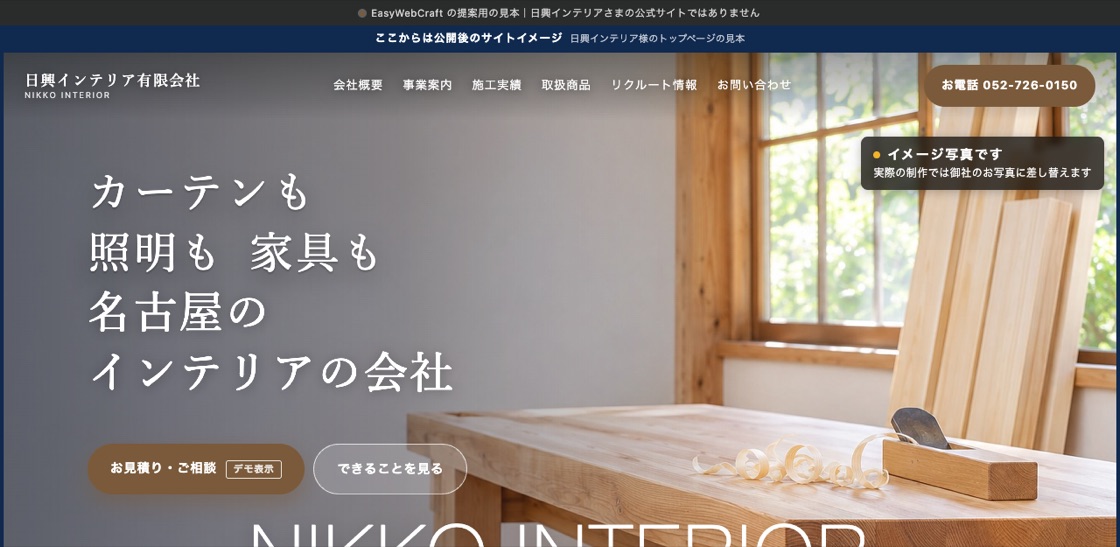 EasyWebCraft の提案用の見本｜日興インテリアさまの公式サイトではありません
ここからは公開後のサイトイメージ 日興インテリア様のトップページの見本
日興インテリア有限会社
NIKKO INTERIOR
会社概要 事業案内 施工実績 取扱商品 リクルート情報 お問い合わせ
お電話 052-726-0150
イメージ写真です
実際の制作では御社のお写真に差し替えます
カーテンも
照明も 家具も
名古屋の
インテリアの会社
お見積り・ご相談 デモ表示
できることを見る
NIKKO INTERIOR